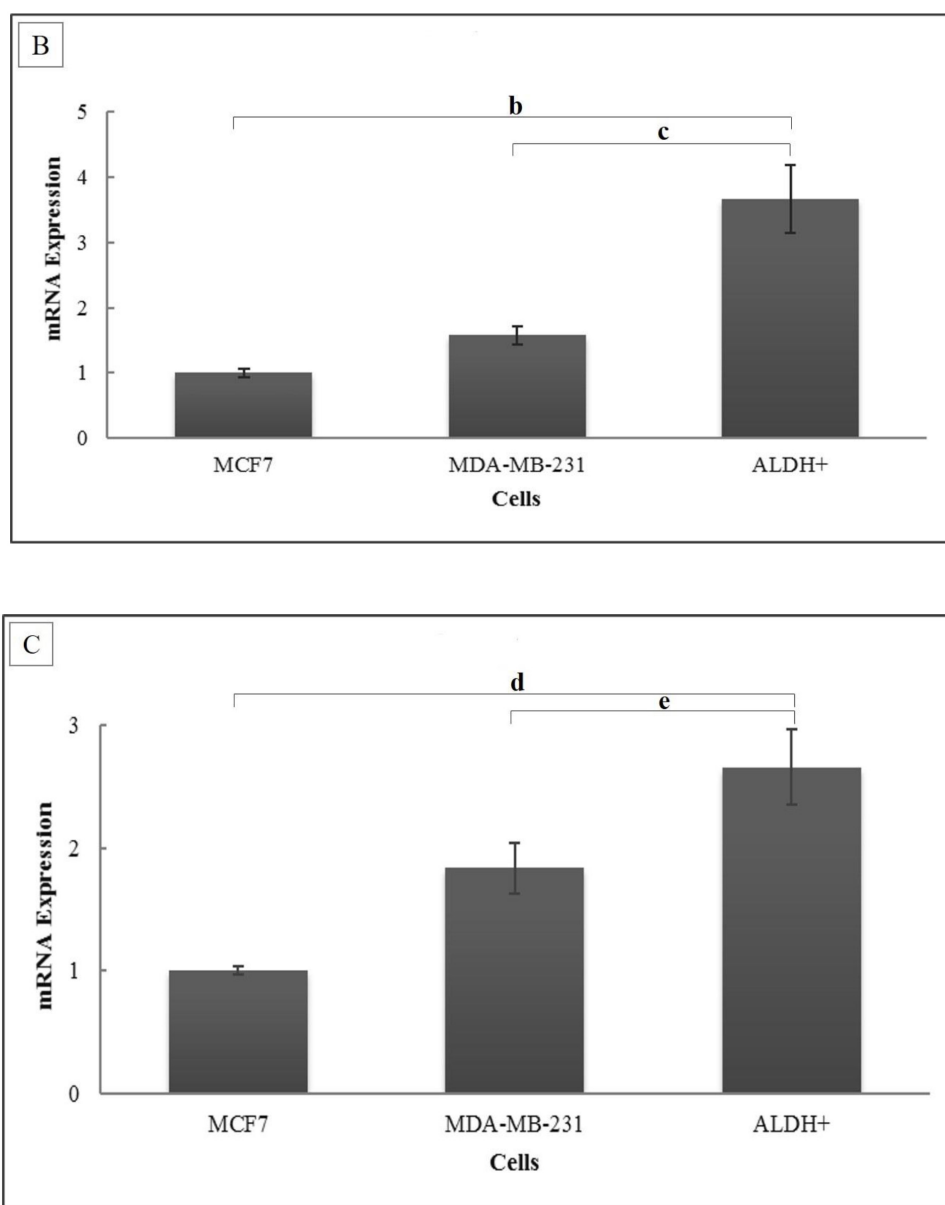 B
b
c
5
4
3
2
1
0
mRNA Expression
MCF7 MDA-MB-231 ALDH+
Cells
C
d
e
3
2
1
0
mRNA Expression
MCF7 MDA-MB-231 ALDH+
Cells